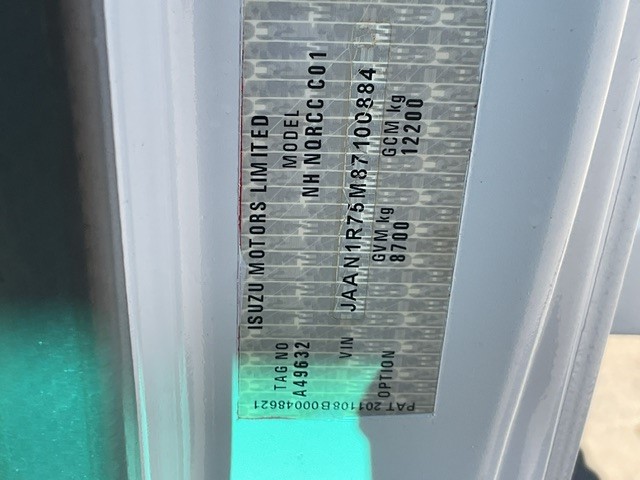 ISUZU MOTORS LIMITED
TAG NO MODEL
A49632 NH NQRCC C01
VIN JAAN1R75M87100884
GVM kg GCM kg
8700 12200
OPTION
PAT 201108B00048621